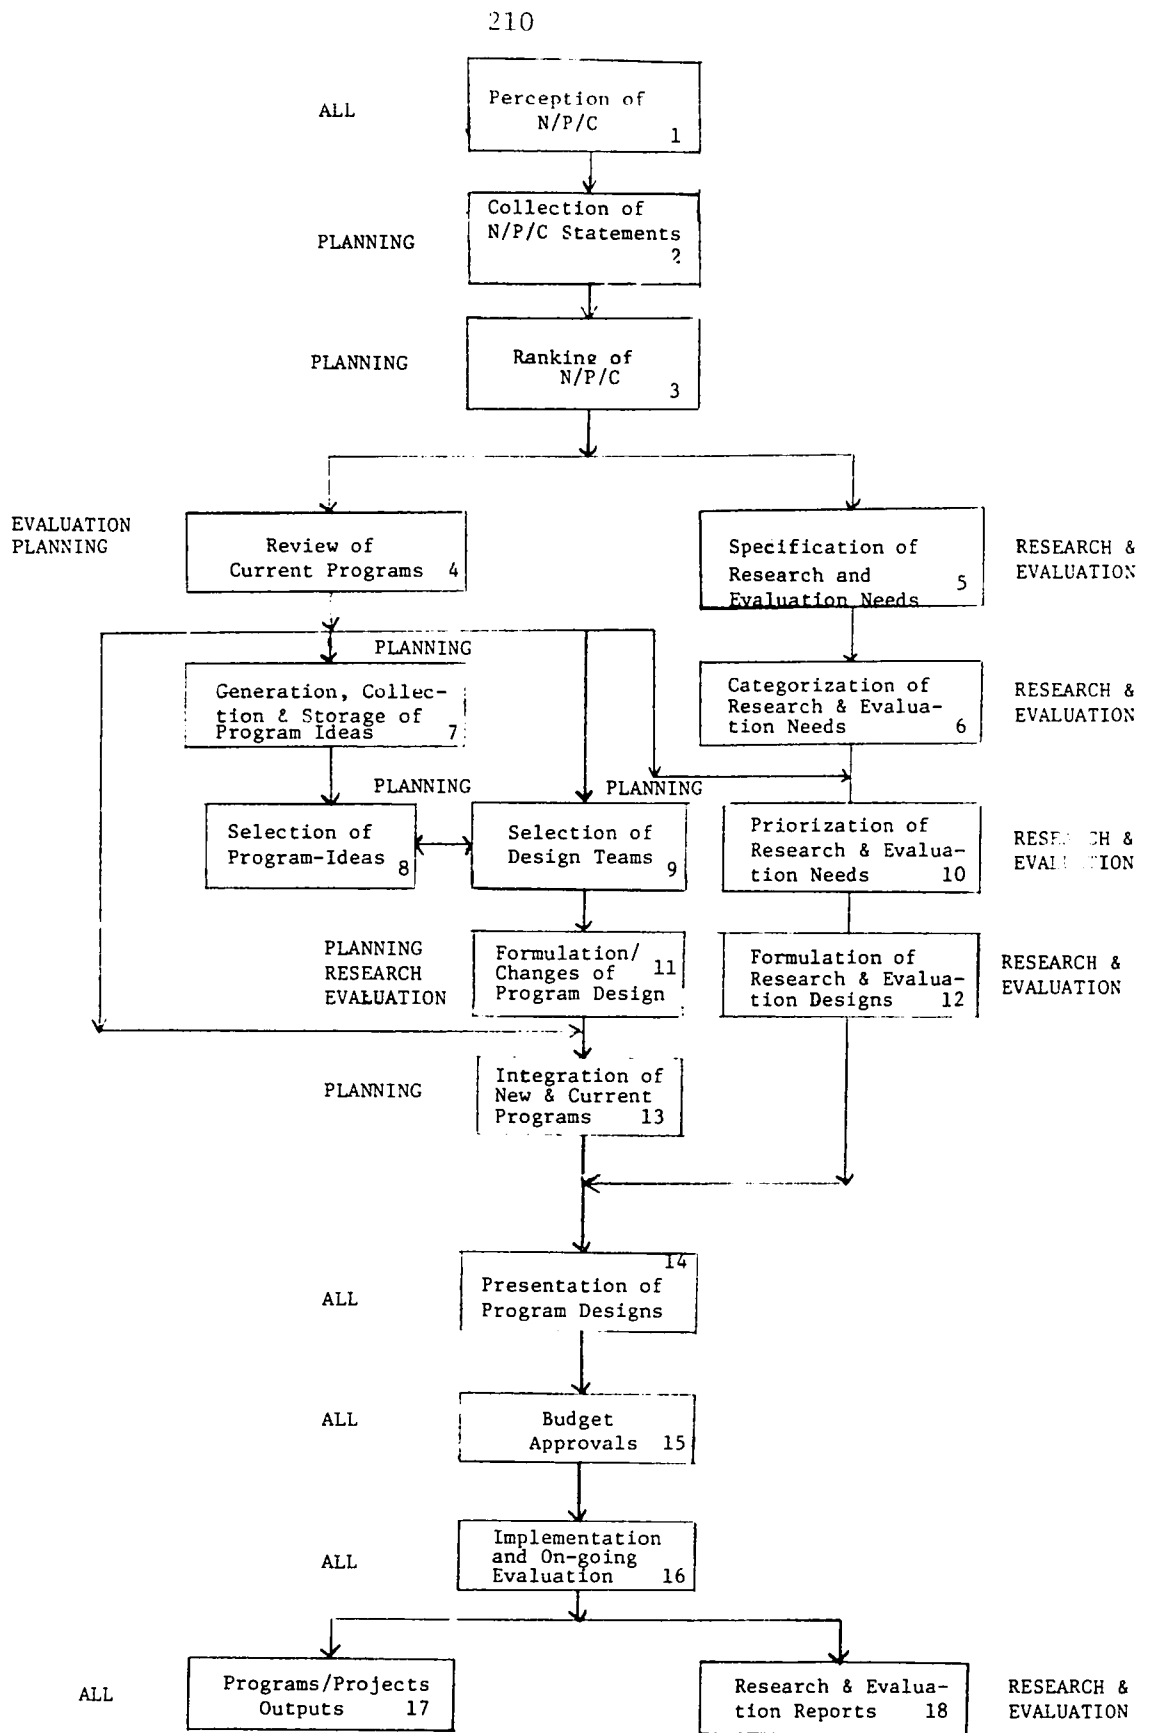 210
ALL
Perception of
N/P/C
1
Collection of
N/P/C Statements
2
PLANNING
Ranking of
N/P/C
3
PLANNING
EVALUATION
PLANNING
Review of
Current Programs 4
Specification of
Research and
Evaluation Needs
5
RESEARCH &
EVALUATION
PLANNING
Generation, Collec-
tion & Storage of
Program Ideas 7
Categorization of
Research & Evalua-
tion Needs 6
RESEARCH &
EVALUATION
PLANNING
PLANNING
Selection of
Program-Ideas
8
Selection of
Design Teams
9
Priorization of
Research & Evalua-
tion Needs 10
RESEARCH &
EVALUATION
PLANNING
RESEARCH
EVALUATION
Formulation/
Changes of 11
Program Design
Formulation of
Research & Evalua-
tion Designs 12
RESEARCH &
EVALUATION
PLANNING
Integration of
New & Current
Programs 13
14
Presentation of
Program Designs
ALL
ALL
Budget
Approvals 15
Implementation
and On-going
Evaluation 16
ALL
ALL
Programs/Projects
Outputs 17
Research & Evalua-
tion Reports 18
RESEARCH &
EVALUATION